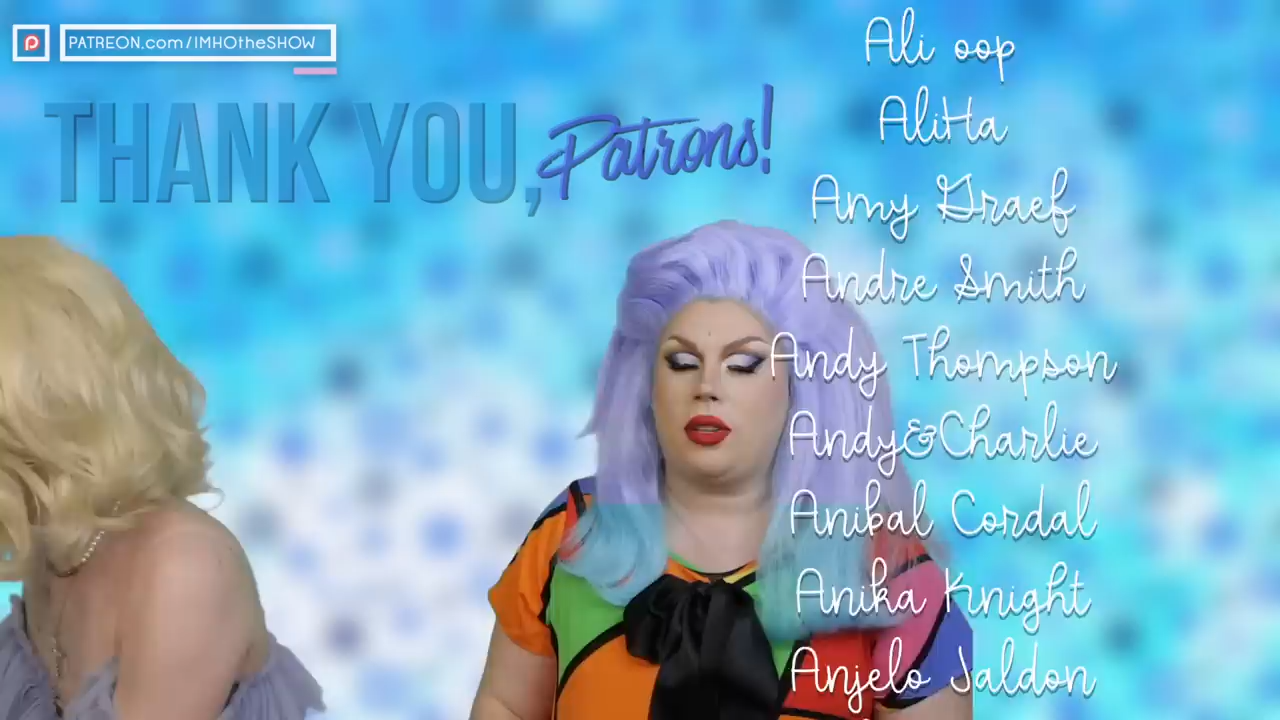 PATREON.com/IMHOtheSHOW
THANK YOU, Patrons!
Ali oop
AliHa
Amy Graef
Andre Smith
Andy Thompson
Andy&Charlie
Anibal Cordal
Anika Knight
Anjelo Jaldon